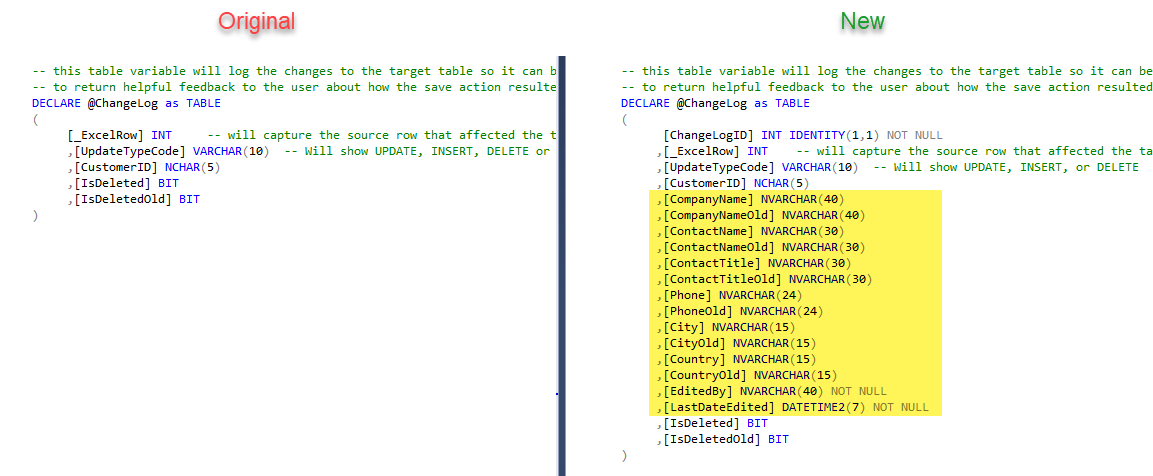 Original
-- this table variable will log the changes to the target table so it can b
-- to return helpful feedback to the user about how the save action resulte
DECLARE @ChangeLog as TABLE
(
[_ExcelRow] INT -- will capture the source row that affected the t
,[UpdateTypeCode] VARCHAR(10) -- Will show UPDATE, INSERT, DELETE or
,[CustomerID] NCHAR(5)
,[IsDeleted] BIT
,[IsDeletedOld] BIT
)
New
-- this table variable will log the changes to the target table so it can be
-- to return helpful feedback to the user about how the save action resulted
DECLARE @ChangeLog as TABLE
(
[ChangeLogID] INT IDENTITY(1,1) NOT NULL
,[_ExcelRow] INT -- will capture the source row that affected the ta
,[UpdateTypeCode] VARCHAR(10) -- Will show UPDATE, INSERT, or DELETE
,[CustomerID] NCHAR(5)
,[CompanyName] NVARCHAR(40)
,[CompanyNameOld] NVARCHAR(40)
,[ContactName] NVARCHAR(30)
,[ContactNameOld] NVARCHAR(30)
,[ContactTitle] NVARCHAR(30)
,[ContactTitleOld] NVARCHAR(30)
,[Phone] NVARCHAR(24)
,[PhoneOld] NVARCHAR(24)
,[City] NVARCHAR(15)
,[CityOld] NVARCHAR(15)
,[Country] NVARCHAR(15)
,[CountryOld] NVARCHAR(15)
,[EditedBy] NVARCHAR(40) NOT NULL
,[LastDateEdited] DATETIME2(7) NOT NULL
,[IsDeleted] BIT
,[IsDeletedOld] BIT
)